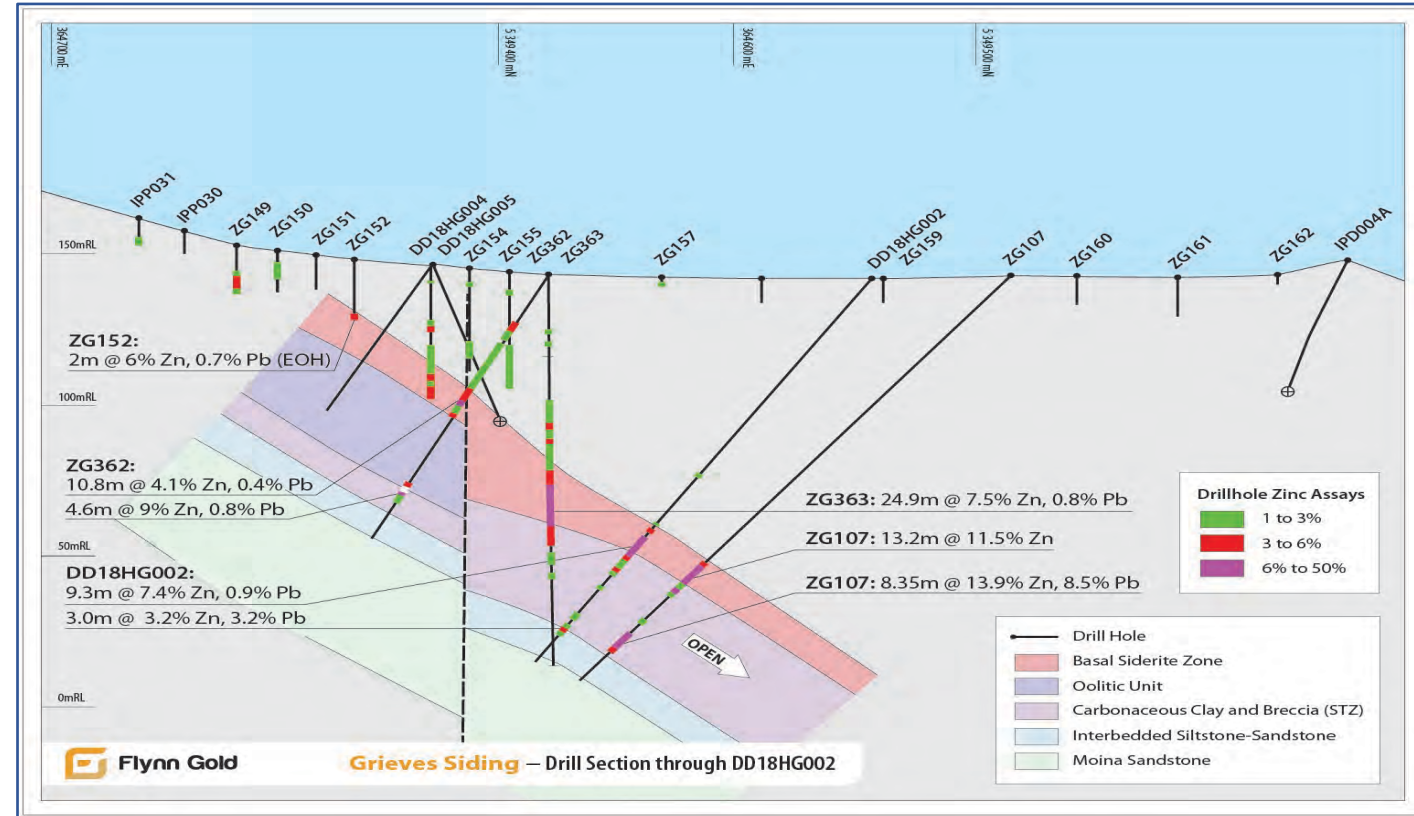 364700 mE
5 349 400 mN
364600 mE
5 349 500 mN
IPP031
IPP030
ZG149
ZG150
ZG151
ZG152
DD18HG004
DD18HG005
ZG154
ZG155
ZG362
ZG363
ZG157
DD18HG002
ZG159
ZG107
ZG160
ZG161
ZG162
IPD004A
150mRL
100mRL
50mRL
0mRL
ZG152:
2m @ 6% Zn, 0.7% Pb (EOH)
ZG362:
10.8m @ 4.1% Zn, 0.4% Pb
4.6m @ 9% Zn, 0.8% Pb
DD18HG002:
9.3m @ 7.4% Zn, 0.9% Pb
3.0m @ 3.2% Zn, 3.2% Pb
ZG363: 24.9m @ 7.5% Zn, 0.8% Pb
ZG107: 13.2m @ 11.5% Zn
ZG107: 8.35m @ 13.9% Zn, 8.5% Pb
OPEN
Drillhole Zinc Assays
1 to 3%
3 to 6%
6% to 50%
Drill Hole
Basal Siderite Zone
Oolitic Unit
Carbonaceous Clay and Breccia (STZ)
Interbedded Siltstone-Sandstone
Moina Sandstone
Flynn Gold
Grieves Siding – Drill Section through DD18HG002